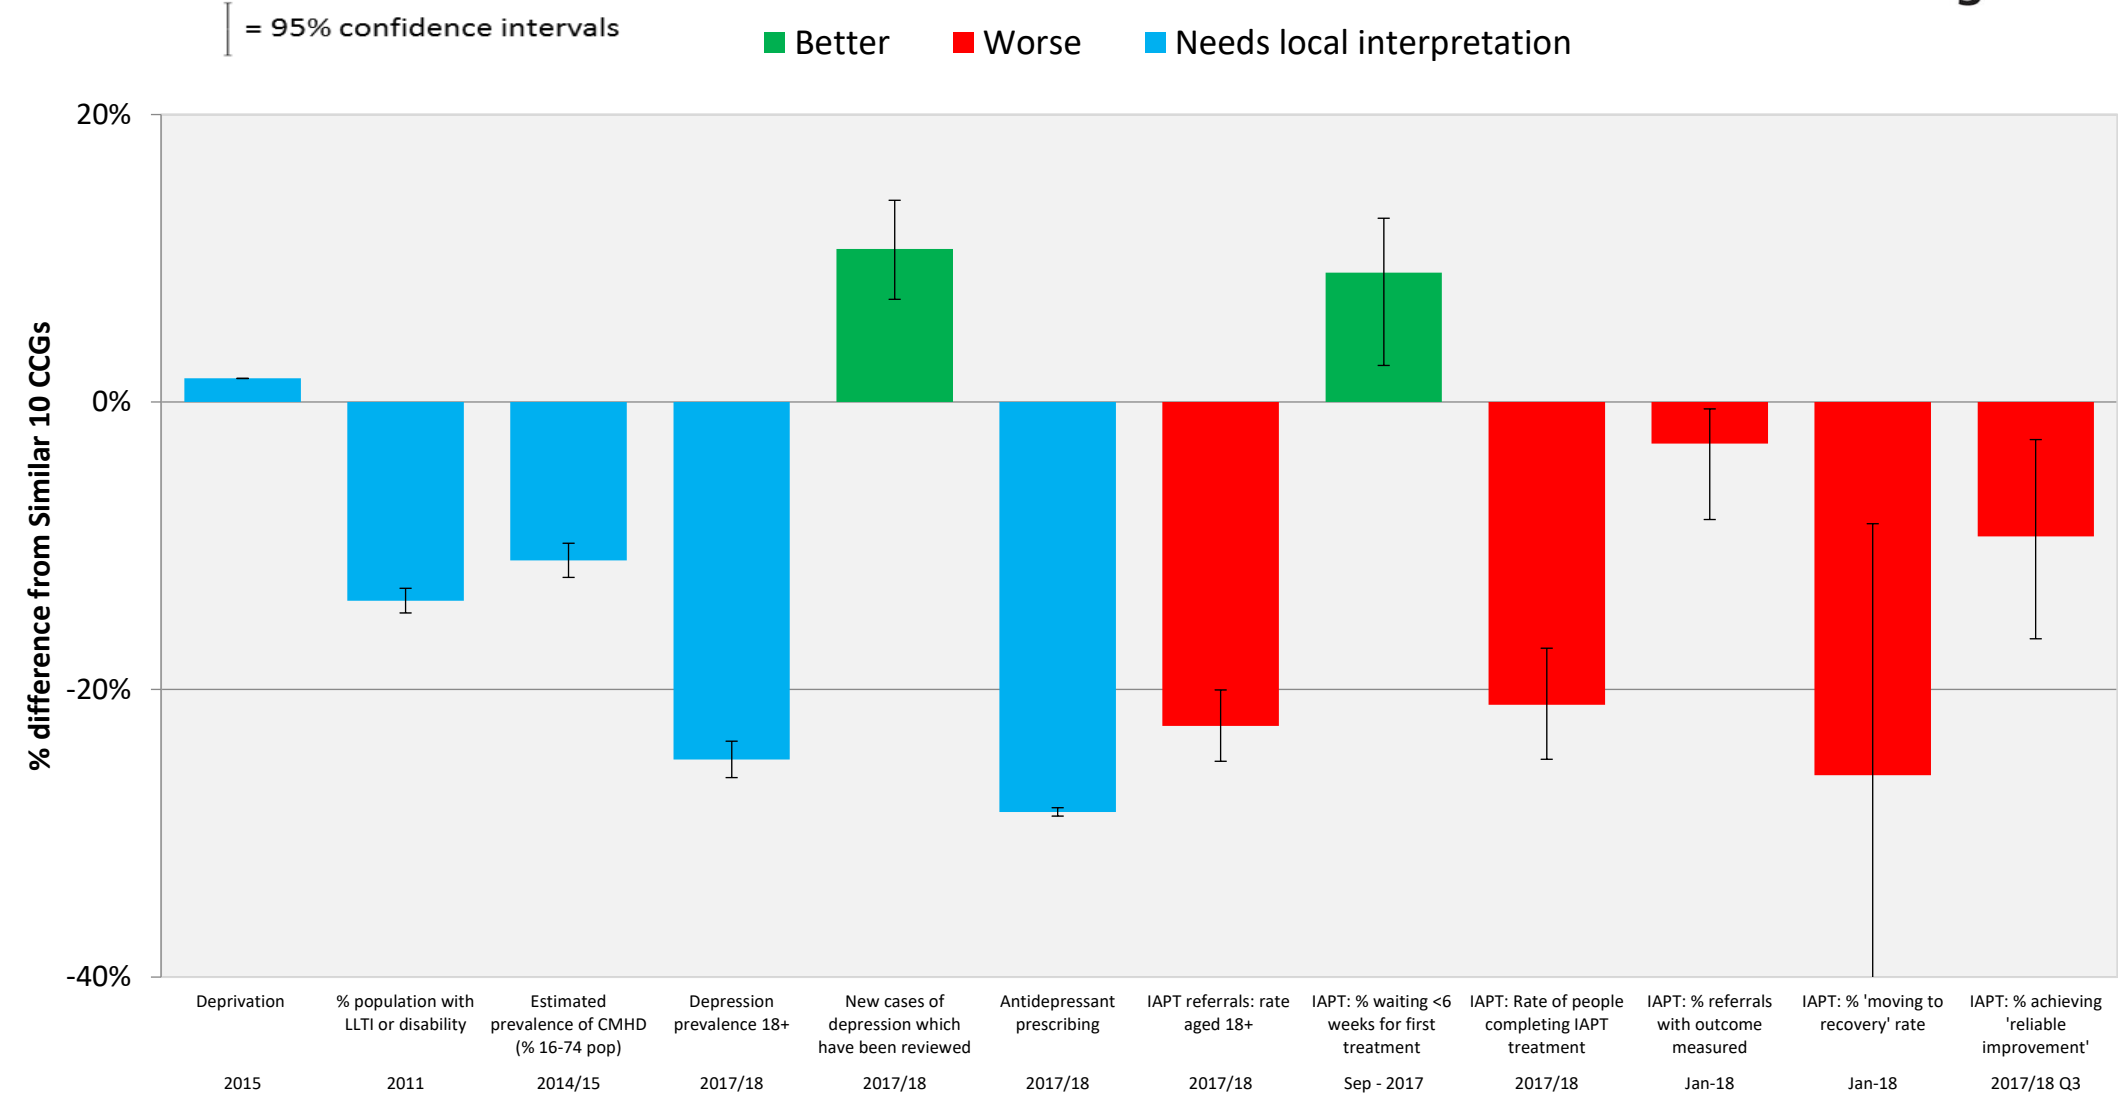 = 95% confidence intervals
Better
Worse
Needs local interpretation
% difference from Similar 10 CCGs
20%
0%
-20%
-40%
Deprivation
2015
% population with
LLTI or disability
2011
Estimated
prevalence of CMHD
(% 16-74 pop)
2014/15
Depression
prevalence 18+
2017/18
New cases of
depression which
have been reviewed
2017/18
Antidepressant
prescribing
2017/18
IAPT referrals: rate
aged 18+
2017/18
IAPT: % waiting <6
weeks for first
treatment
Sep - 2017
IAPT: Rate of people
completing IAPT
treatment
2017/18
IAPT: % referrals
with outcome
measured
Jan-18
IAPT: % 'moving to
recovery' rate
Jan-18
IAPT: % achieving
'reliable
improvement'
2017/18 Q3